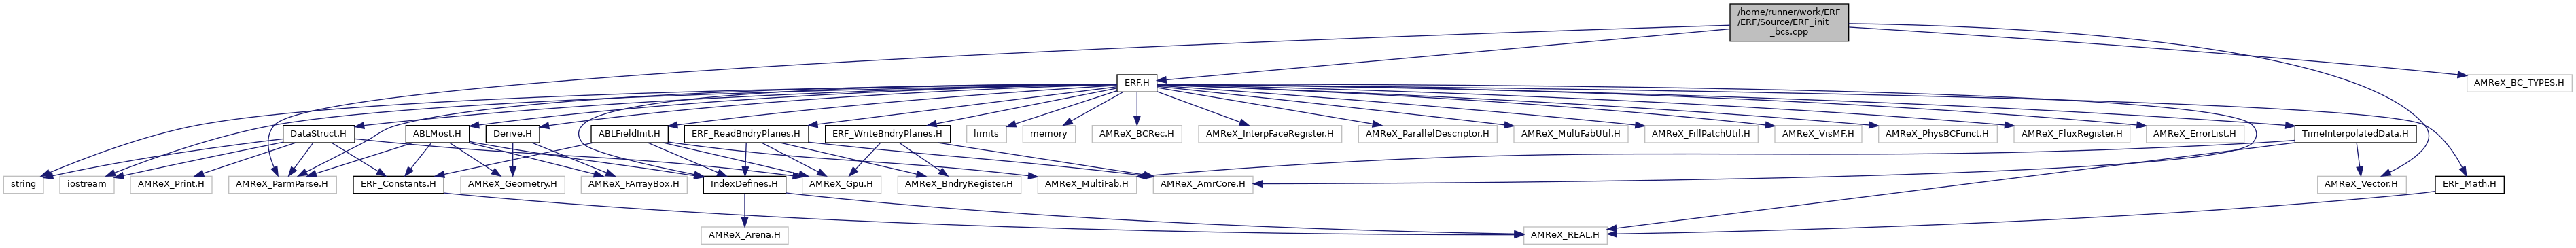 /home/runner/work/ERF
/ERF/Source/ERF_init
_bcs.cpp
ERF.H
AMReX_BC_TYPES.H
DataStruct.H
ABLMost.H
Derive.H
ABLFieldInit.H
ERF_ReadBndryPlanes.H
ERF_WriteBndryPlanes.H
limits
memory
AMReX_BCRec.H
AMReX_InterpFaceRegister.H
AMReX_ParallelDescriptor.H
AMReX_MultiFabUtil.H
AMReX_FillPatchUtil.H
AMReX_VisMF.H
AMReX_PhysBCFunct.H
AMReX_FluxRegister.H
AMReX_ErrorList.H
TimeInterpolatedData.H
string
iostream
AMReX_Print.H
AMReX_ParmParse.H
ERF_Constants.H
AMReX_Geometry.H
AMReX_FArrayBox.H
IndexDefines.H
AMReX_Gpu.H
AMReX_BndryRegister.H
AMReX_MultiFab.H
AMReX_AmrCore.H
AMReX_Vector.H
ERF_Math.H
AMReX_Arena.H
AMReX_REAL.H